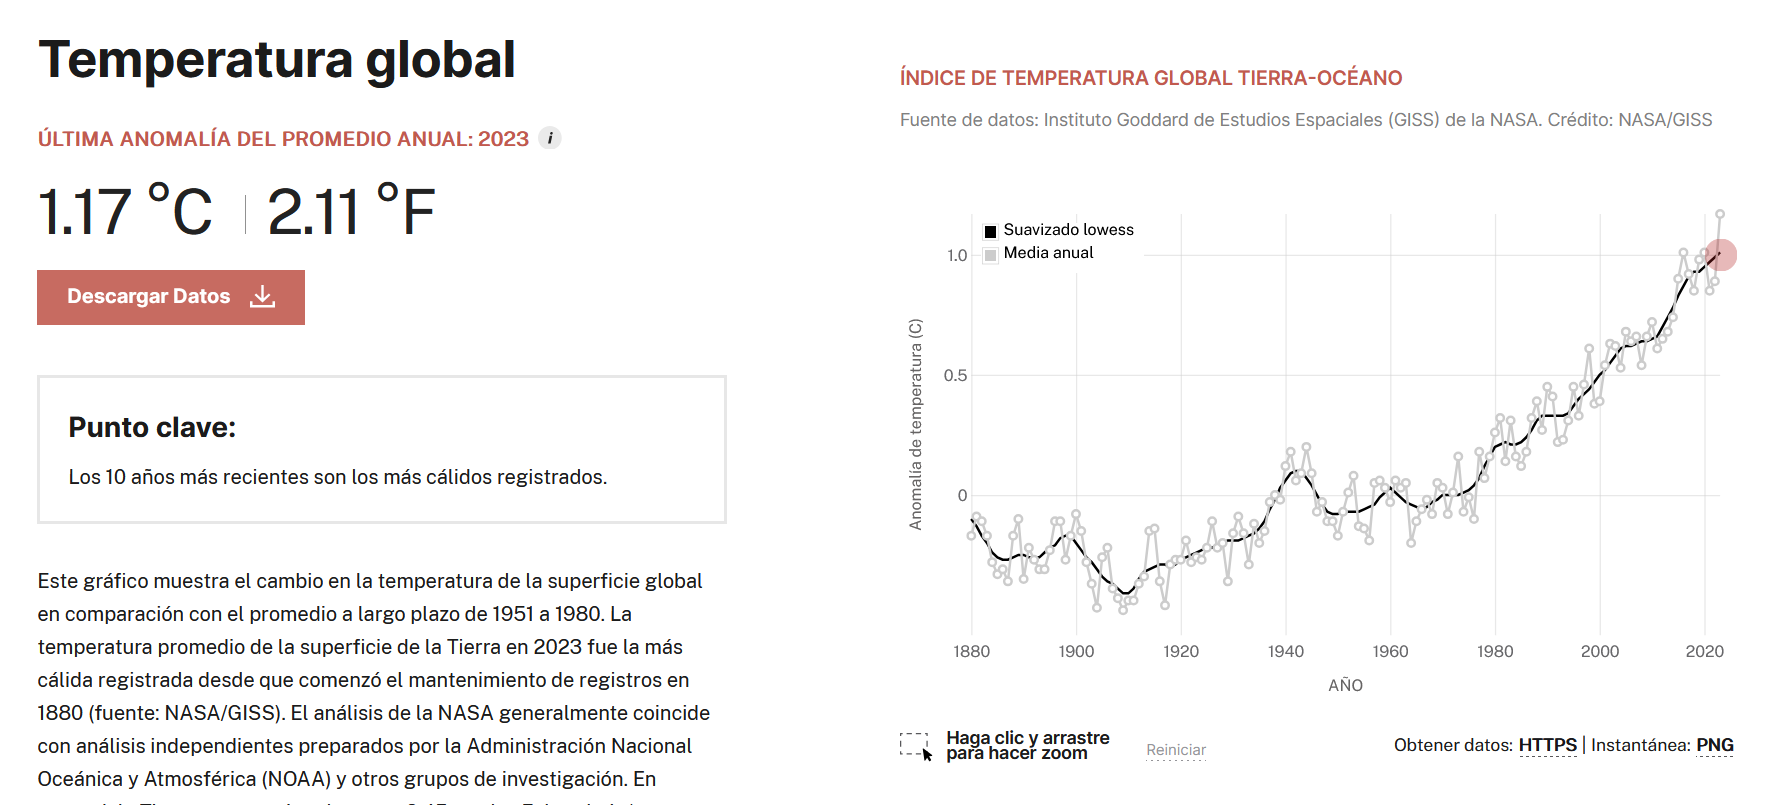 Temperatura global
ÚLTIMA ANOMALÍA DEL PROMEDIO ANUAL: 2023 i
1.17 °C | 2.11 °F
Descargar Datos
Punto clave:
Los 10 años más recientes son los más cálidos registrados.
Este gráfico muestra el cambio en la temperatura de la superficie global
en comparación con el promedio a largo plazo de 1951 a 1980. La
temperatura promedio de la superficie de la Tierra en 2023 fue la más
cálida registrada desde que comenzó el mantenimiento de registros en
1880 (fuente: NASA/GISS). El análisis de la NASA generalmente coincide
con análisis independientes preparados por la Administración Nacional
Oceánica y Atmosférica (NOAA) y otros grupos de investigación. En
ÍNDICE DE TEMPERATURA GLOBAL TIERRA-OCÉANO
Fuente de datos: Instituto Goddard de Estudios Espaciales (GISS) de la NASA. Crédito: NASA/GISS
Suavizado lowess
Media anual
Anomalía de temperatura (C)
1.0
0.5
0
1880 1900 1920 1940 1960 1980 2000 2020
AÑO
Haga clic y arrastre
para hacer zoom
Reiniciar
Obtener datos: HTTPS | Instantánea: PNG